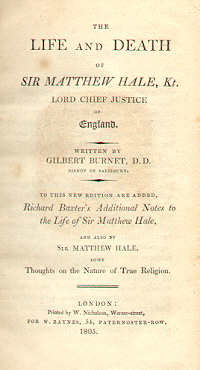 THE
LIFE AND DEATH
OF
SIR MATTHEW HALE, Kt.
LORD CHIEF JUSTICE
OF
England.
WRITTEN BY
GILBERT BURNET, D. D.
BISHOP OF SALISBURY.
TO THIS NEW EDITION ARE ADDED,
Richard Baxter's Additional Notes to
the Life of Sir Matthew Hale,
AND ALSO BY
SIR MATTHEW HALE,
SOME
Thoughts on the Nature of True Religion.
LONDON:
Printed by W. Nicholson, Warner-street,
FOR W. BAYNES, 54, PATERNOSTER-ROW.
1805.